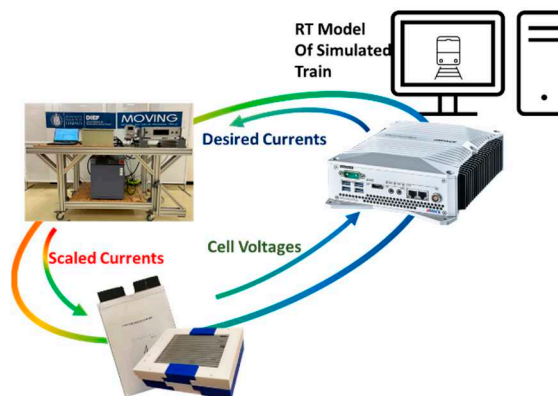 RT Model
Of Simulated
Train
DIEF
MOVING
Desired Currents
Cell Voltages
Scaled Currents